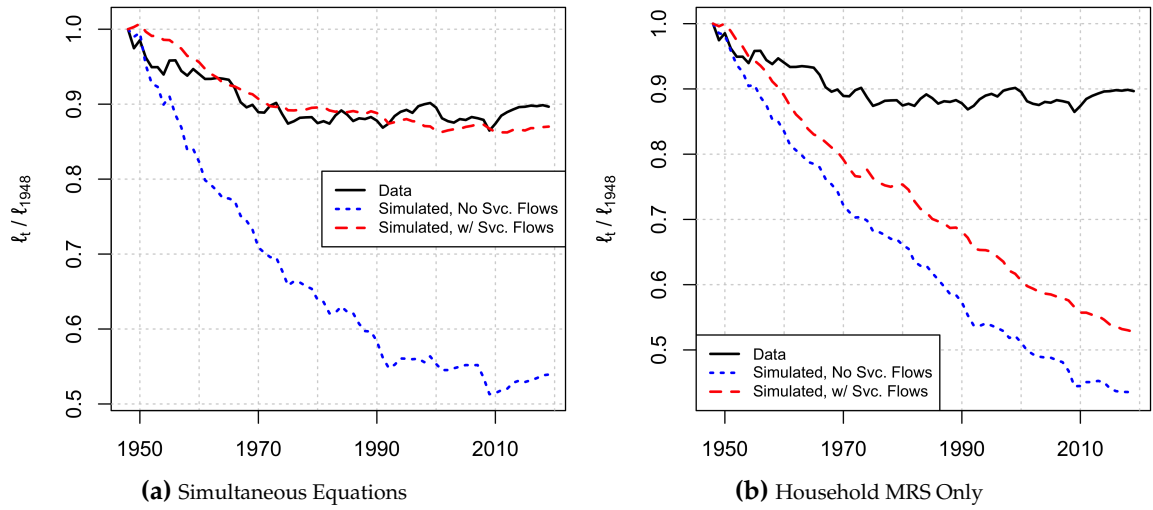 ℓt / ℓ1948
1.0
0.9
0.8
0.7
0.6
0.5
Data
Simulated, No Svc. Flows
Simulated, w/ Svc. Flows
1950 1970 1990 2010
(a) Simultaneous Equations
ℓt / ℓ1948
1.0
0.9
0.8
0.7
0.6
0.5
Data
Simulated, No Svc. Flows
Simulated, w/ Svc. Flows
1950 1970 1990 2010
(b) Household MRS Only